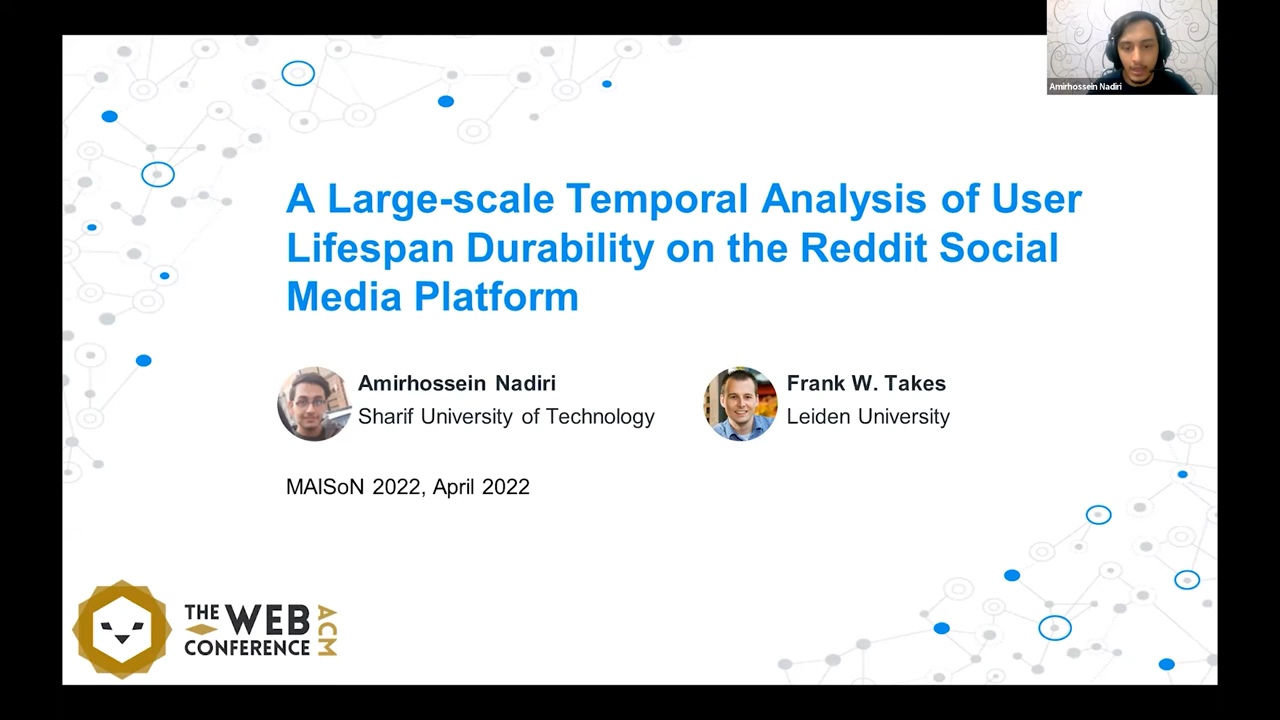 Amirhossein Nadiri
A Large-scale Temporal Analysis of User
Lifespan Durability on the Reddit Social
Media Platform
Amirhossein Nadiri
Sharif University of Technology
Frank W. Takes
Leiden University
MAISoN 2022, April 2022
THE WEB
CONFERENCE
ACM